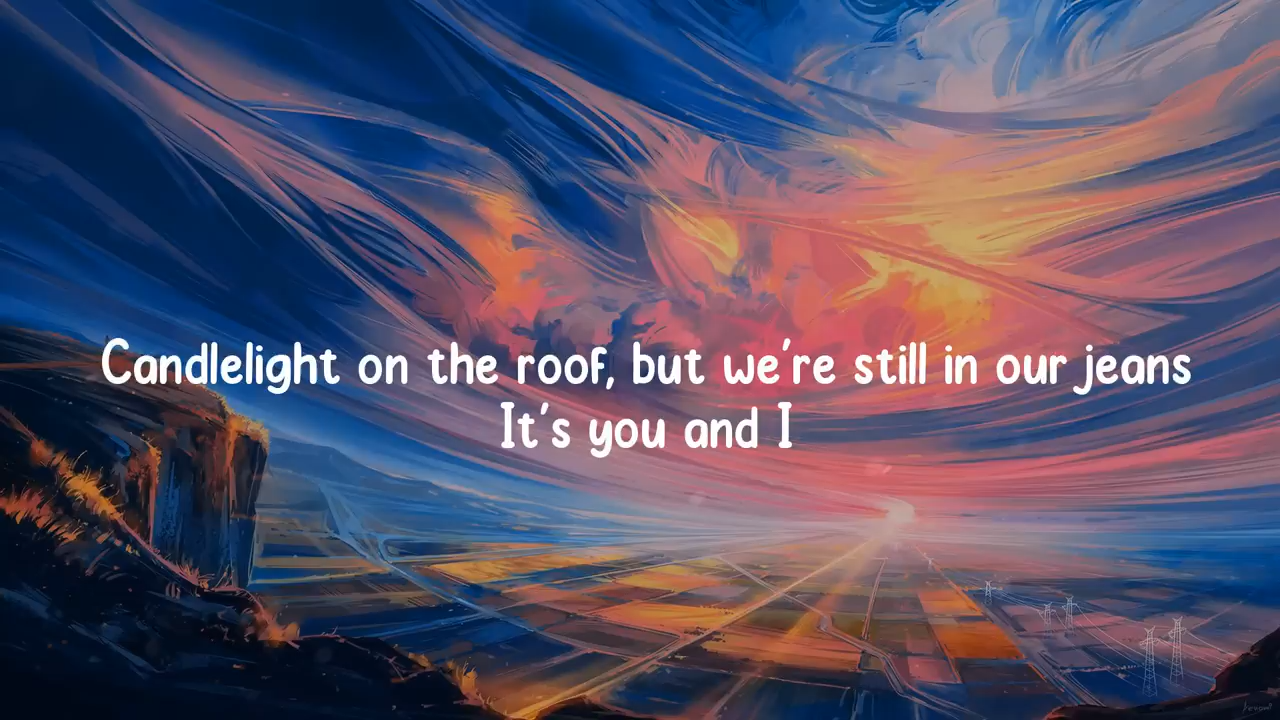 Candlelight on the roof, but we're still in our jeans
It's you and I